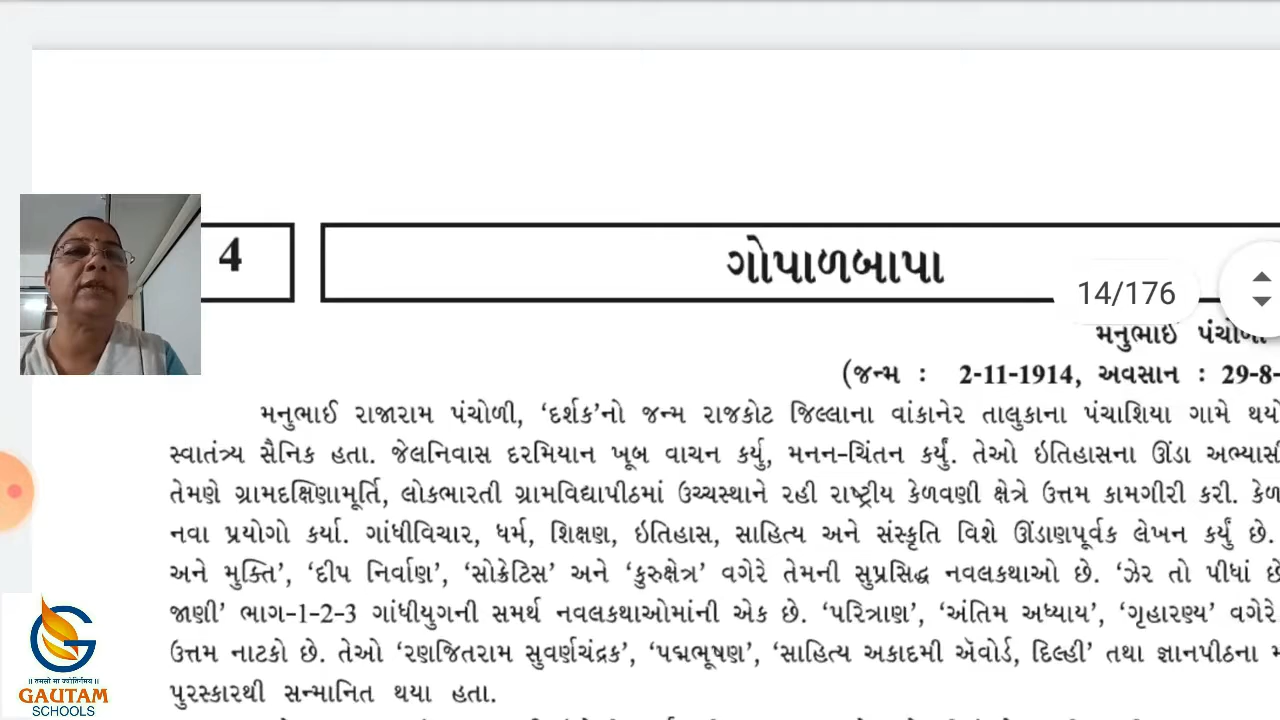 4
ગોપાળબાપા
14/176
મનુભાઈ
(જન્મ : 2-11-1914, અવસાન : 29-8-
મનુભાઈ રાજારામ પંચોળી, ‘દર્શક’નો જન્મ રાજકોટ જિલ્લાના વાંકાનેર તાલુકાના પંચાશિયા ગામે
સ્વાતંત્ર્ય સૈનિક હતા. જેલનિવાસ દરમિયાન ખૂબ વાચન કર્યુ, મનન-ચિંતન કર્યું. તેઓ ઇતિહાસના ઊંડા
તેમણે ગ્રામદક્ષિણામૂર્તિ, લોકભારતી ગ્રામવિદ્યાપીઠમાં ઉચ્ચસ્થાને રહી રાષ્ટ્રીય કેળવણી ક્ષેત્રે ઉત્તમ કામગીરી કરી.
નવા પ્રયોગો કર્યા. ગાંધીવિચાર, ધર્મ, શિક્ષણ, ઇતિહાસ, સાહિત્ય અને સંસ્કૃતિ વિશે ઊંડાણપૂર્વક લેખન કર્યું છે.
અને મુક્તિ’, ‘દીપ નિર્વાણ’, ‘સોક્રેટિસ’ અને ‘કુરુક્ષેત્ર’ વગેરે તેમની સુપ્રસિદ્ધ નવલકથાઓ છે. ‘ઝેર તો પીધાં છે
જાણી’ ભાગ-1-2-3 ગાંધીયુગની સમર્થ નવલકથાઓમાંની એક છે. ‘પરિત્રાણ’, ‘અંતિમ અધ્યાય’, ‘ગૃહારણ્ય’ વગેરે
ઉત્તમ નાટકો છે. તેઓ ‘રણજિતરામ સુવર્ણચંદ્રક’, ‘પદ્મભૂષણ’, ‘સાહિત્ય અકાદમી ઍવોર્ડ, દિલ્હી’ તથા જ્ઞાનપીઠના
પુરસ્કારથી સન્માનિત થયા હતા.
|| तमसो मा ज्योतिर्गमय ||
GAUTAM
SCHOOLS